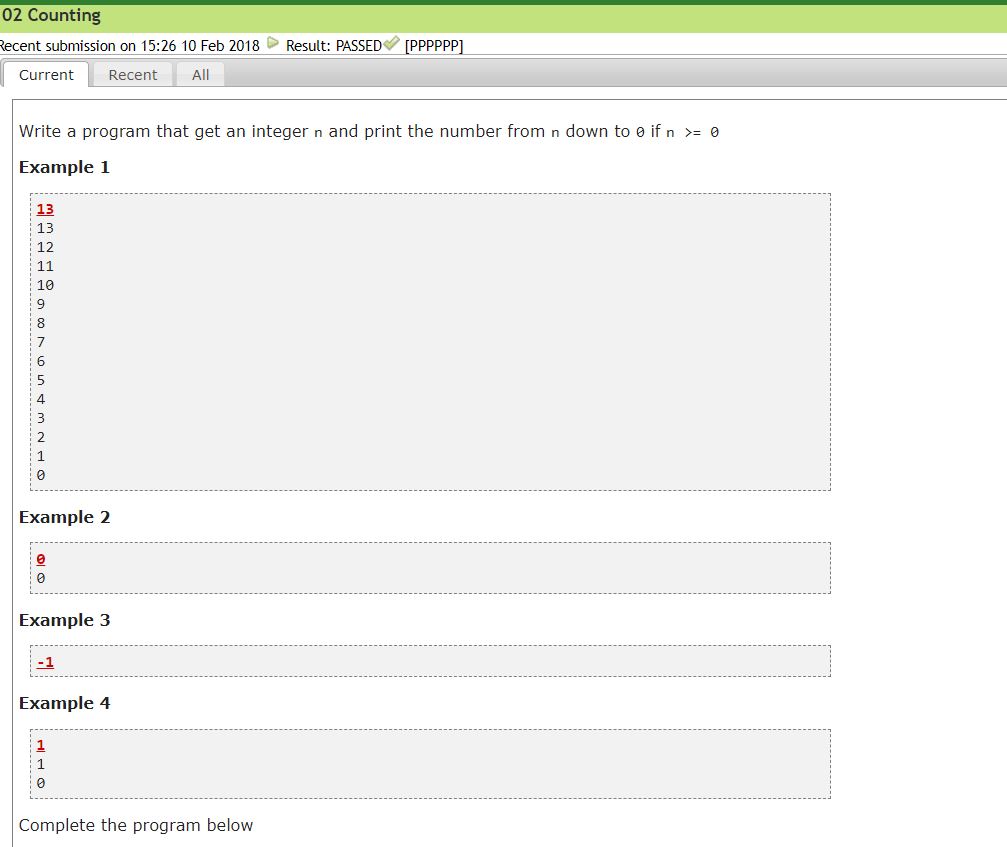 02 Counting
Recent submission on 15:26 10 Feb 2018 Result: PASSED [PPPPPP]
Current Recent All
Write a program that get an integer n and print the number from n down to 0 if n >= 0
Example 1
13
13
12
11
10
9
8
7
6
5
4
3
2
1
0
Example 2
0
0
Example 3
-1
Example 4
1
1
0
Complete the program below